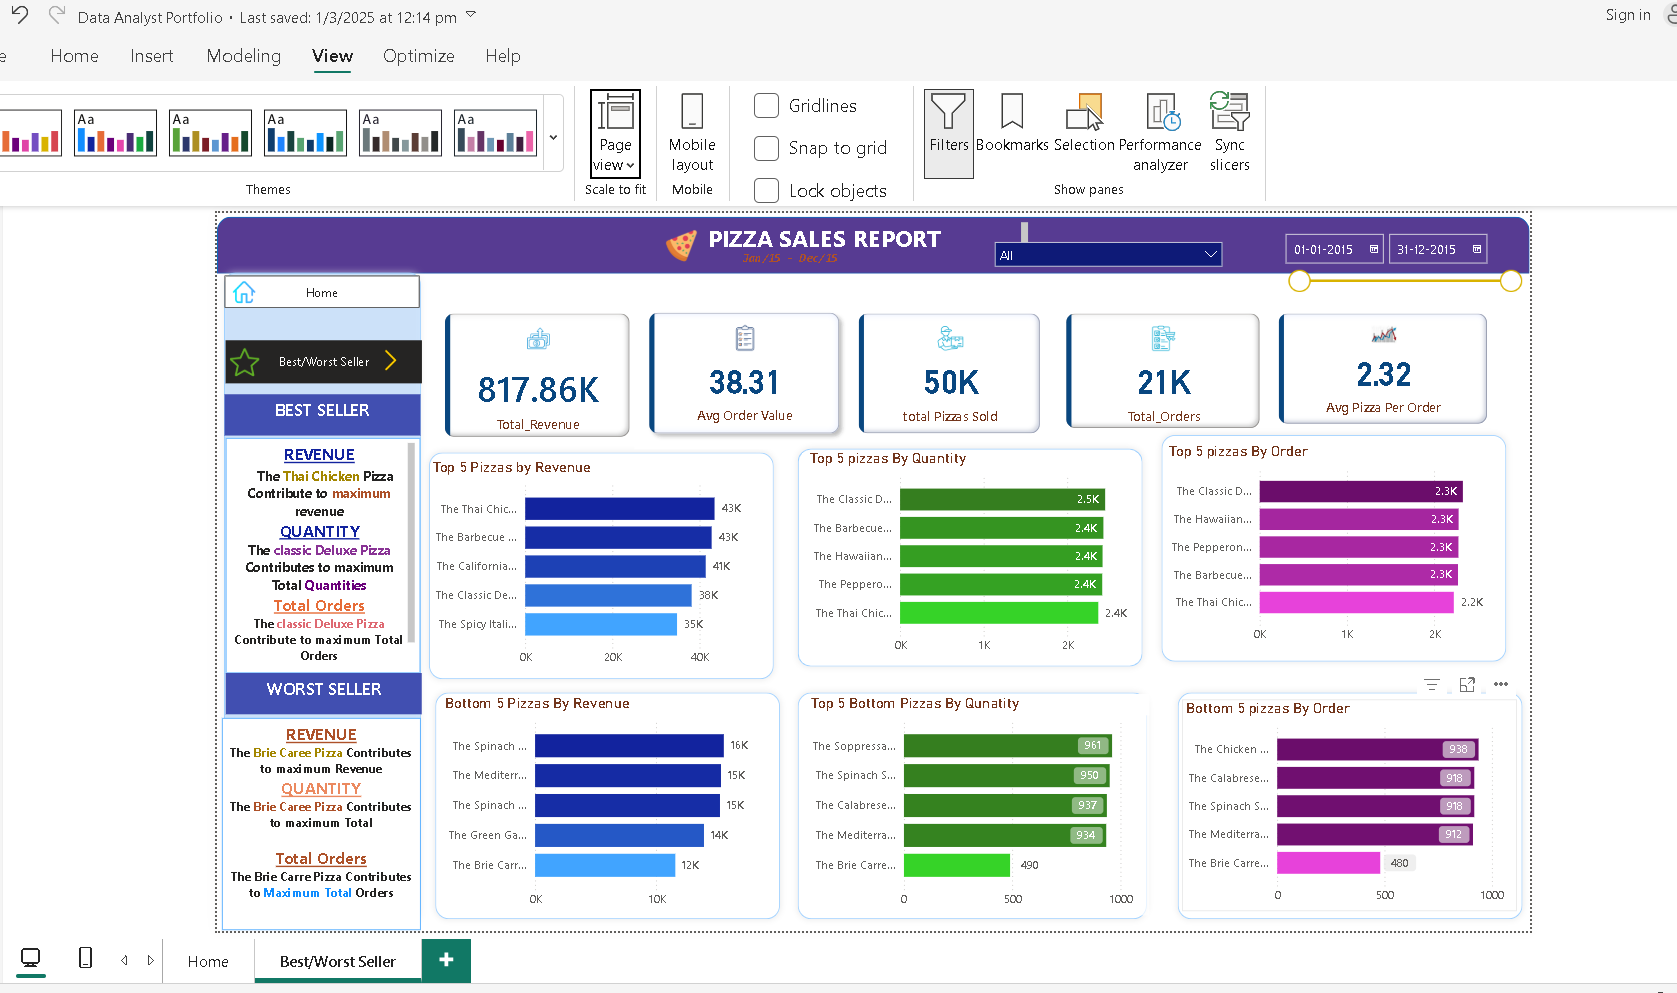 Data Analyst Portfolio • Last saved: 1/3/2025 at 12:14 pm
Sign in
e
Home
Insert
Modeling
View
Optimize
Help
Aa
Aa
Aa
Aa
Aa
Themes
Page view
Scale to fit
Mobile layout
Mobile
Gridlines
Snap to grid
Lock objects
Filters
Bookmarks
Selection
Performance analyzer
Sync slicers
Show panes
PIZZA SALES REPORT
Jan/15 - Dec/15
All
01-01-2015
31-12-2015
Home
Best/Worst Seller
BEST SELLER
REVENUE
The Thai Chicken Pizza
Contribute to maximum
revenue
QUANTITY
The classic Deluxe Pizza
Contributes to maximum
Total Quantities
Total Orders
The classic Deluxe Pizza
Contribute to maximum Total
Orders
WORST SELLER
REVENUE
The Brie Caree Pizza Contributes
to maximum Revenue
QUANTITY
The Brie Caree Pizza Contributes
to maximum Total
Total Orders
The Brie Carre Pizza Contributes
to Maximum Total Orders
817.86K
Total_Revenue
38.31
Avg Order Value
50K
total Pizzas Sold
21K
Total_Orders
2.32
Avg Pizza Per Order
Top 5 Pizzas by Revenue
The Thai Chic... 43K
The Barbecue ... 43K
The California... 41K
The Classic De... 38K
The Spicy Itali... 35K
0K 20K 40K
Top 5 pizzas By Quantity
The Classic D... 2.5K
The Barbecue... 2.4K
The Hawaiian... 2.4K
The Peppero... 2.4K
The Thai Chic... 2.4K
0K 1K 2K
Top 5 pizzas By Order
The Classic D... 2.3K
The Hawaiian... 2.3K
The Pepperon... 2.3K
The Barbecue... 2.3K
The Thai Chic... 2.2K
0K 1K 2K
Bottom 5 Pizzas By Revenue
The Spinach ... 16K
The Mediterr... 15K
The Spinach ... 15K
The Green Ga... 14K
The Brie Carr... 12K
0K 10K
Top 5 Bottom Pizzas By Qunatity
The Soppressa... 961
The Spinach S... 950
The Calabrese... 937
The Mediterra... 934
The Brie Carre... 490
0 500 1000
Bottom 5 pizzas By Order
The Chicken ... 938
The Calabrese... 918
The Spinach S... 918
The Mediterra... 912
The Brie Carre... 480
0 500 1000
Home
Best/Worst Seller